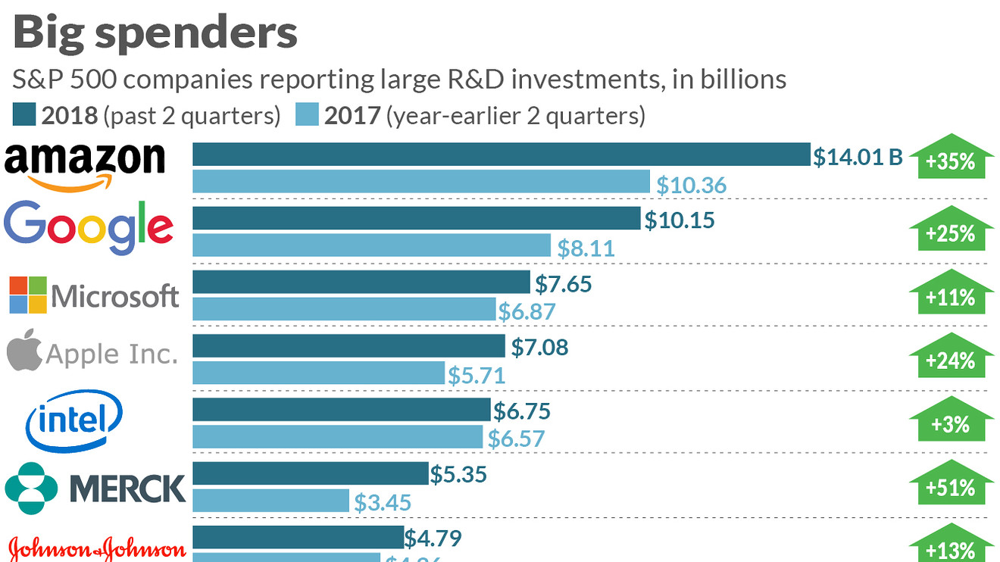 Big spenders
S&P 500 companies reporting large R&D investments, in billions
2018 (past 2 quarters) 2017 (year-earlier 2 quarters)
amazon
$14.01 B
+35%
$10.36
Google
$10.15
+25%
$8.11
Microsoft
$7.65
+11%
$6.87
Apple Inc.
$7.08
+24%
$5.71
intel
$6.75
+3%
$6.57
MERCK
$5.35
+51%
$3.45
Johnson&Johnson
$4.79
+13%